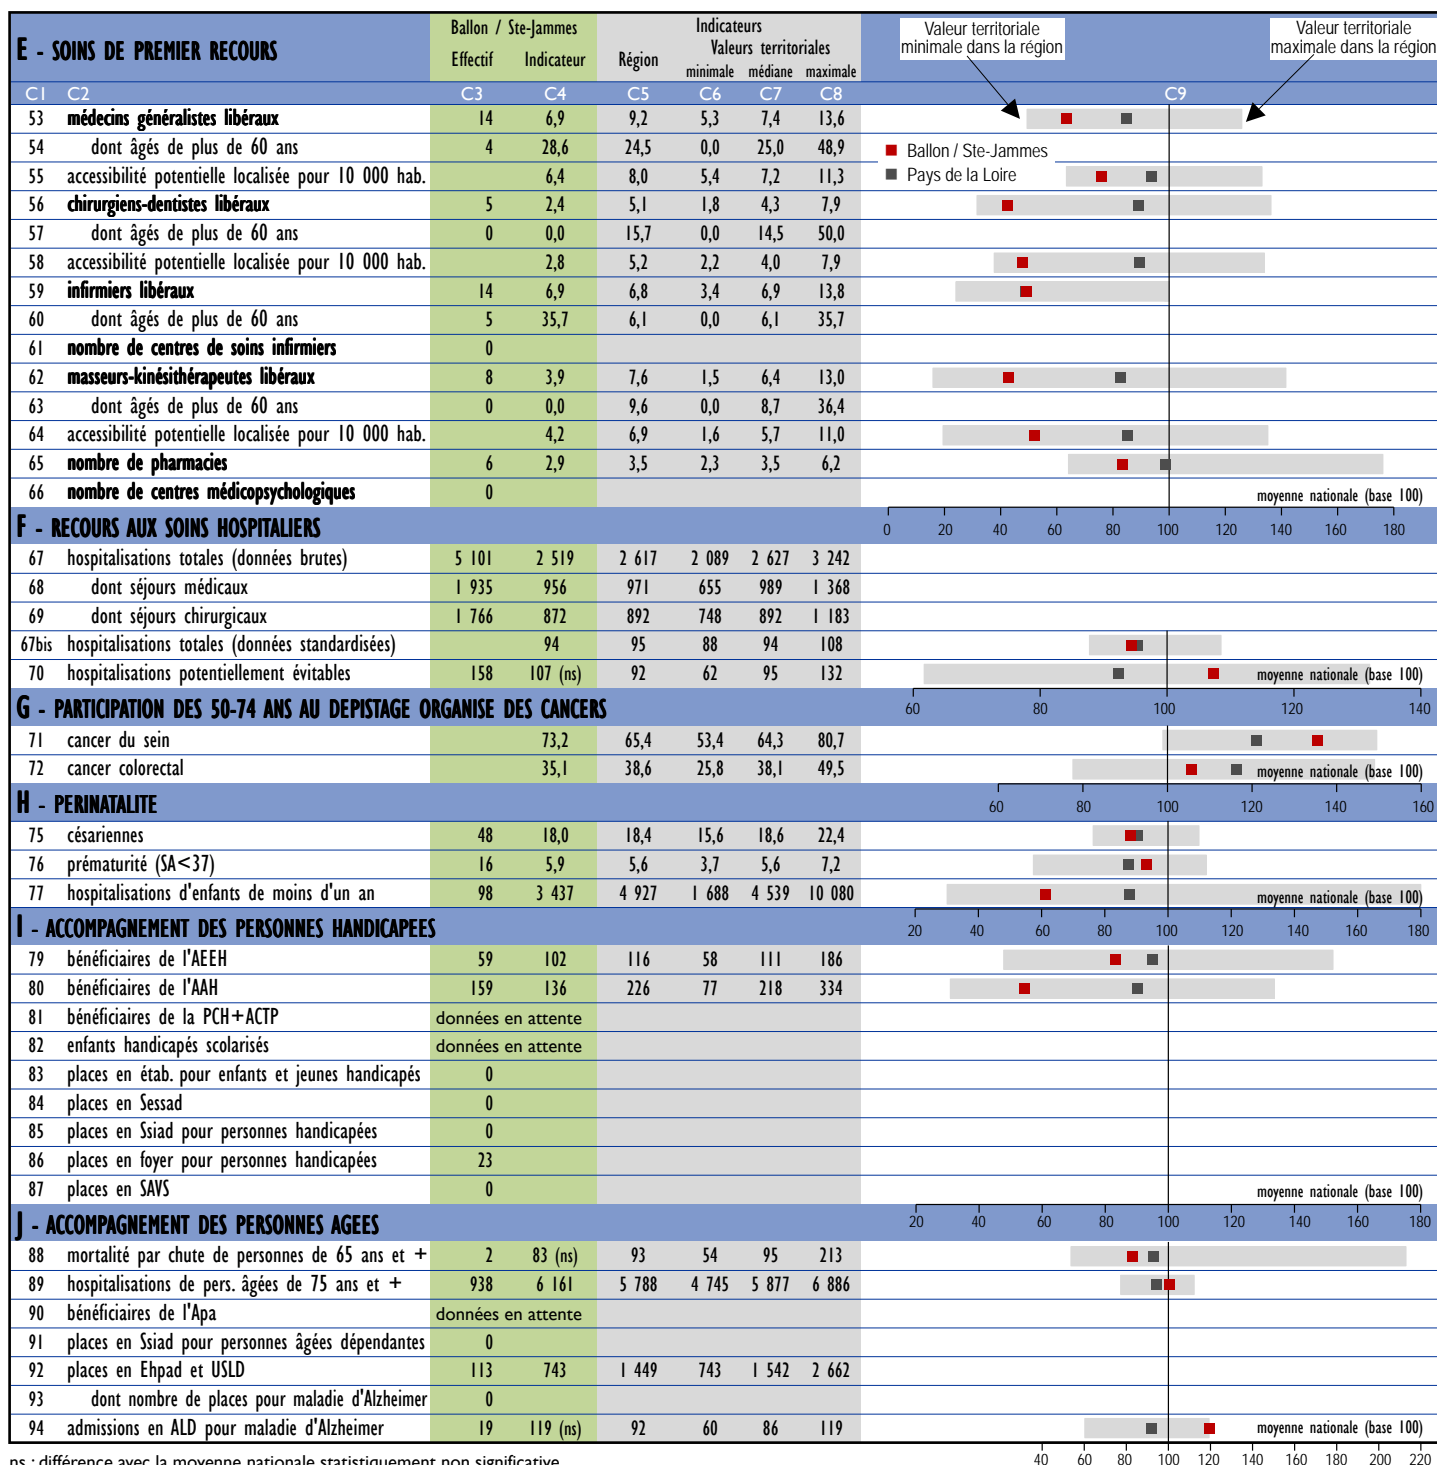 E - SOINS DE PREMIER RECOURS
Ballon / Ste-Jammes
Effectif Indicateur
Indicateurs
Région
Valeurs territoriales
minimale médiane maximale
Valeur territoriale
minimale dans la région
Valeur territoriale
maximale dans la région
C1 C2 C3 C4 C5 C6 C7 C8 C9
53 médecins généralistes libéraux 14 6,9 9,2 5,3 7,4 13,6
54 dont âgés de plus de 60 ans 4 28,6 24,5 0,0 25,0 48,9
Ballon / Ste-Jammes
55 accessibilité potentielle localisée pour 10 000 hab. 6,4 8,0 5,4 7,2 11,3
Pays de la Loire
56 chirurgiens-dentistes libéraux 5 2,4 5,1 1,8 4,3 7,9
57 dont âgés de plus de 60 ans 0 0,0 15,7 0,0 14,5 50,0
58 accessibilité potentielle localisée pour 10 000 hab. 2,8 5,2 2,2 4,0 7,9
59 infirmiers libéraux 14 6,9 6,8 3,4 6,9 13,8
60 dont âgés de plus de 60 ans 5 35,7 6,1 0,0 6,1 35,7
61 nombre de centres de soins infirmiers 0
62 masseurs-kinésithérapeutes libéraux 8 3,9 7,6 1,5 6,4 13,0
63 dont âgés de plus de 60 ans 0 0,0 9,6 0,0 8,7 36,4
64 accessibilité potentielle localisée pour 10 000 hab. 4,2 6,9 1,6 5,7 11,0
65 nombre de pharmacies 6 2,9 3,5 2,3 3,5 6,2
66 nombre de centres médicopsychologiques 0 moyenne nationale (base 100)
F - RECOURS AUX SOINS HOSPITALIERS 0 20 40 60 80 100 120 140 160 180
67 hospitalisations totales (données brutes) 5 101 2 519 2 617 2 089 2 627 3 242
68 dont séjours médicaux 1 935 956 971 655 989 1 368
69 dont séjours chirurgicaux 1 766 872 892 748 892 1 183
67bis hospitalisations totales (données standardisées) 94 95 88 94 108
70 hospitalisations potentiellement évitables 158 107 (ns) 92 62 95 132 moyenne nationale (base 100)
G - PARTICIPATION DES 50-74 ANS AU DEPISTAGE ORGANISE DES CANCERS 60 80 100 120 140
71 cancer du sein 73,2 65,4 53,4 64,3 80,7
72 cancer colorectal 35,1 38,6 25,8 38,1 49,5 moyenne nationale (base 100)
H - PERINATALITE 60 80 100 120 140 160
75 césariennes 48 18,0 18,4 15,6 18,6 22,4
76 prématurité (SA<37) 16 5,9 5,6 3,7 5,6 7,2
77 hospitalisations d'enfants de moins d'un an 98 3 437 4 927 1 688 4 539 10 080 moyenne nationale (base 100)
I - ACCOMPAGNEMENT DES PERSONNES HANDICAPEES 20 40 60 80 100 120 140 160 180
79 bénéficiaires de l'AEEH 59 102 116 58 111 186
80 bénéficiaires de l'AAH 159 136 226 77 218 334
81 bénéficiaires de la PCH+ACTP données en attente
82 enfants handicapés scolarisés données en attente
83 places en étab. pour enfants et jeunes handicapés 0
84 places en Sessad 0
85 places en Ssiad pour personnes handicapées 0
86 places en foyer pour personnes handicapées 23
87 places en SAVS 0 moyenne nationale (base 100)
J - ACCOMPAGNEMENT DES PERSONNES AGEES 20 40 60 80 100 120 140 160 180
88 mortalité par chute de personnes de 65 ans et + 2 83 (ns) 93 54 95 213
89 hospitalisations de pers. âgées de 75 ans et + 938 6 161 5 788 4 745 5 877 6 886
90 bénéficiaires de l'Apa données en attente
91 places en Ssiad pour personnes âgées dépendantes 0
92 places en Ehpad et USLD 113 743 1 449 743 1 542 2 662
93 dont nombre de places pour maladie d'Alzheimer 0
94 admissions en ALD pour maladie d'Alzheimer 19 119 (ns) 92 60 86 119 moyenne nationale (base 100)
40 60 80 100 120 140 160 180 200 220
ns : différence avec la moyenne nationale statistiquement non significative